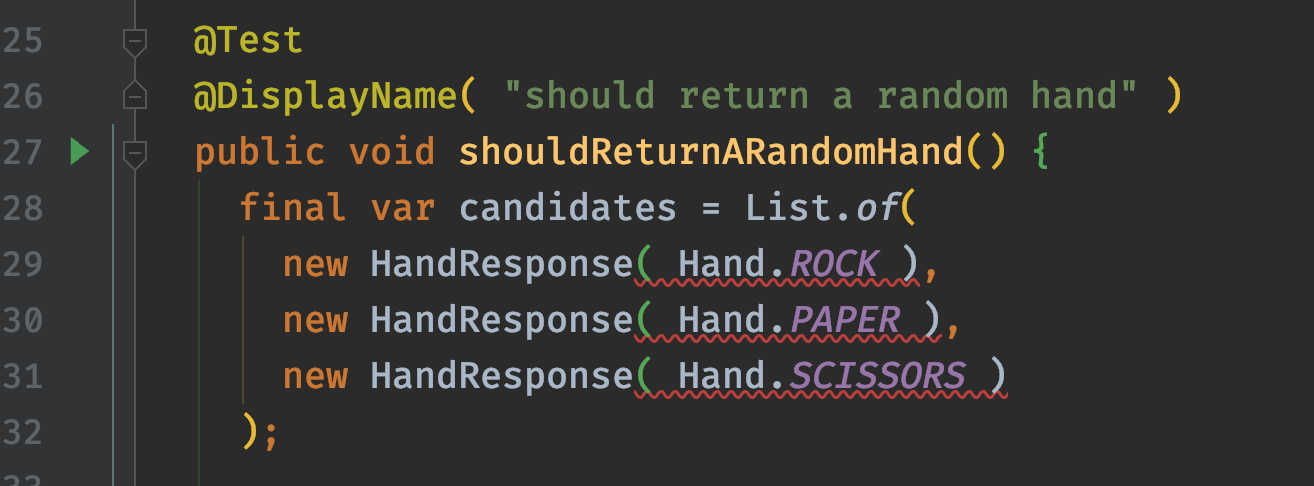 25 @Test
26 @DisplayName( "should return a random hand" )
27 public void shouldReturnARandomHand() {
28 final var candidates = List.of(
29 new HandResponse( Hand.ROCK ),
30 new HandResponse( Hand.PAPER ),
31 new HandResponse( Hand.SCISSORS )
32 );
33